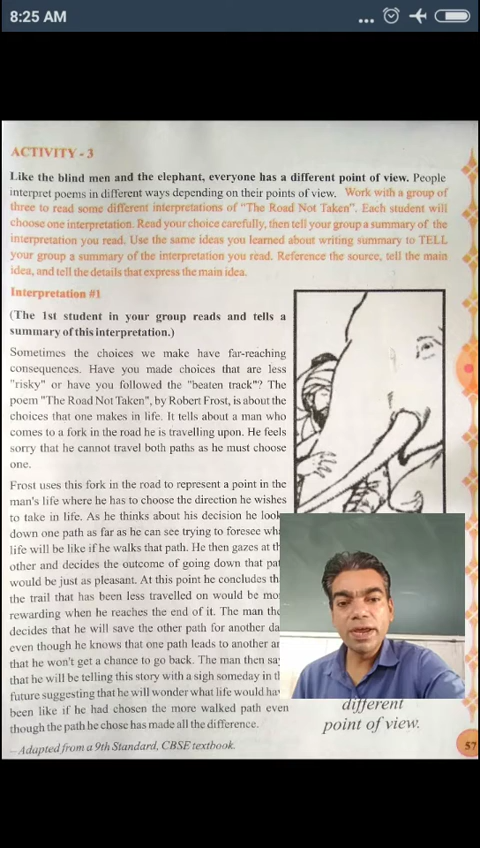 8:25 AM
ACTIVITY - 3
Like the blind men and the elephant, everyone has a different point of view. People
interpret poems in different ways depending on their points of view. Work with a group of
three to read some different interpretations of "The Road Not Taken". Each student will
choose one interpretation. Read your choice carefully, then tell your group a summary of the
interpretation you read. Use the same ideas you learned about writing summary to TELL
your group a summary of the interpretation you read. Reference the source, tell the main
idea, and tell the details that express the main idea.
Interpretation #1
(The 1st student in your group reads and tells a
summary of this interpretation.)
Sometimes the choices we make have far-reaching
consequences. Have you made choices that are less
"risky" or have you followed the "beaten track"? The
poem "The Road Not Taken", by Robert Frost, is about the
choices that one makes in life. It tells about a man who
comes to a fork in the road he is travelling upon. He feels
sorry that he cannot travel both paths as he must choose
one.
Frost uses this fork in the road to represent a point in the
man's life where he has to choose the direction he wishes
to take in life. As he thinks about his decision he look
down one path as far as he can see trying to foresee wha
life will be like if he walks that path. He then gazes at th
other and decides the outcome of going down that pat
would be just as pleasant. At this point he concludes tha
the trail that has been less travelled on would be mor
rewarding when he reaches the end of it. The man the
decides that he will save the other path for another da
even though he knows that one path leads to another an
that he won't get a chance to go back. The man then say
that he will be telling this story with a sigh someday in th
future suggesting that he will wonder what life would hav
been like if he had chosen the more walked path even
though the path he chose has made all the difference.
–Adapted from a 9th Standard, CBSE textbook.
different
point of view.
57